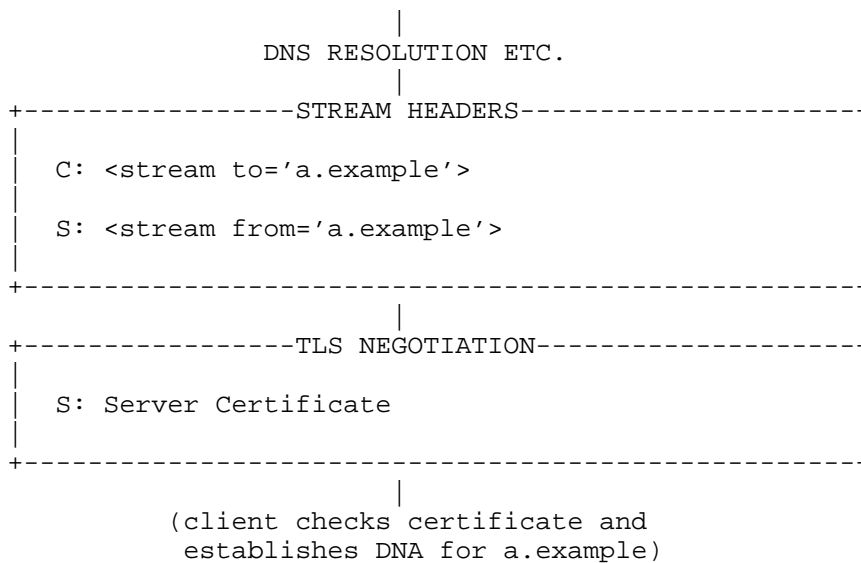 |
DNS RESOLUTION ETC.
|
+-----------------STREAM HEADERS---------------------
|
|  C: <stream to='a.example'>
|
|  S: <stream from='a.example'>
|
+----------------------------------------------------
|
+-----------------TLS NEGOTIATION--------------------
|
|  S: Server Certificate
|
+----------------------------------------------------
|
(client checks certificate and
establishes DNA for a.example)